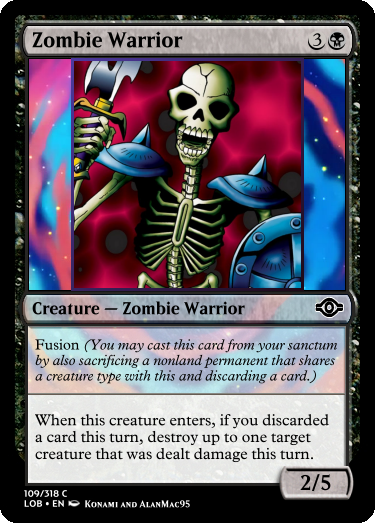 Zombie Warrior 3
Creature — Zombie Warrior
Fusion (You may cast this card from your sanctum
by also sacrificing a nonland permanent that shares
a creature type with this and discarding a card.)
When this creature enters, if you discarded
a card this turn, destroy up to one target
creature that was dealt damage this turn.
2/5
109/318 C
LOB • EN Konami and AlanMac95